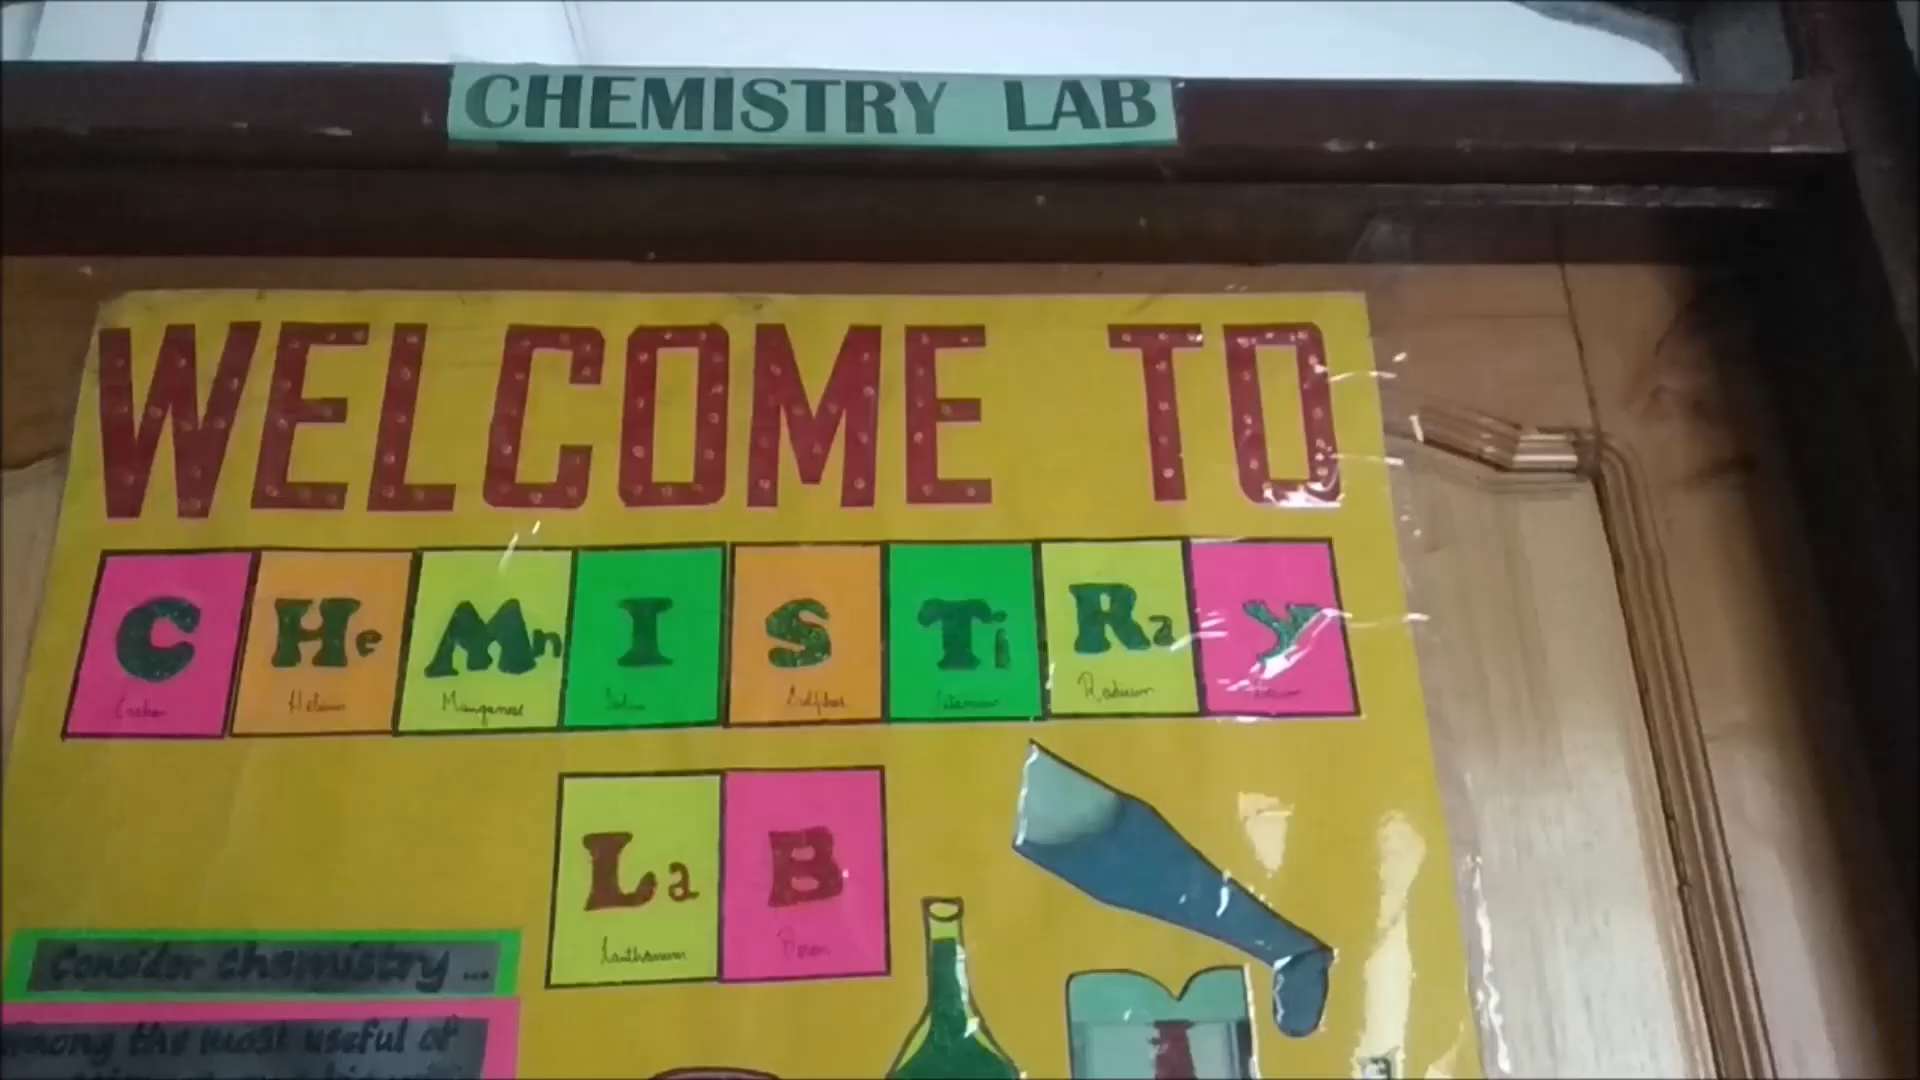 CHEMISTRY LAB
WELCOME TO
C He Mn I S Ti Ra Y
Helium Manganese Radium
La B
Lanthanum Boron
Consider chemistry ...
Among the most useful of